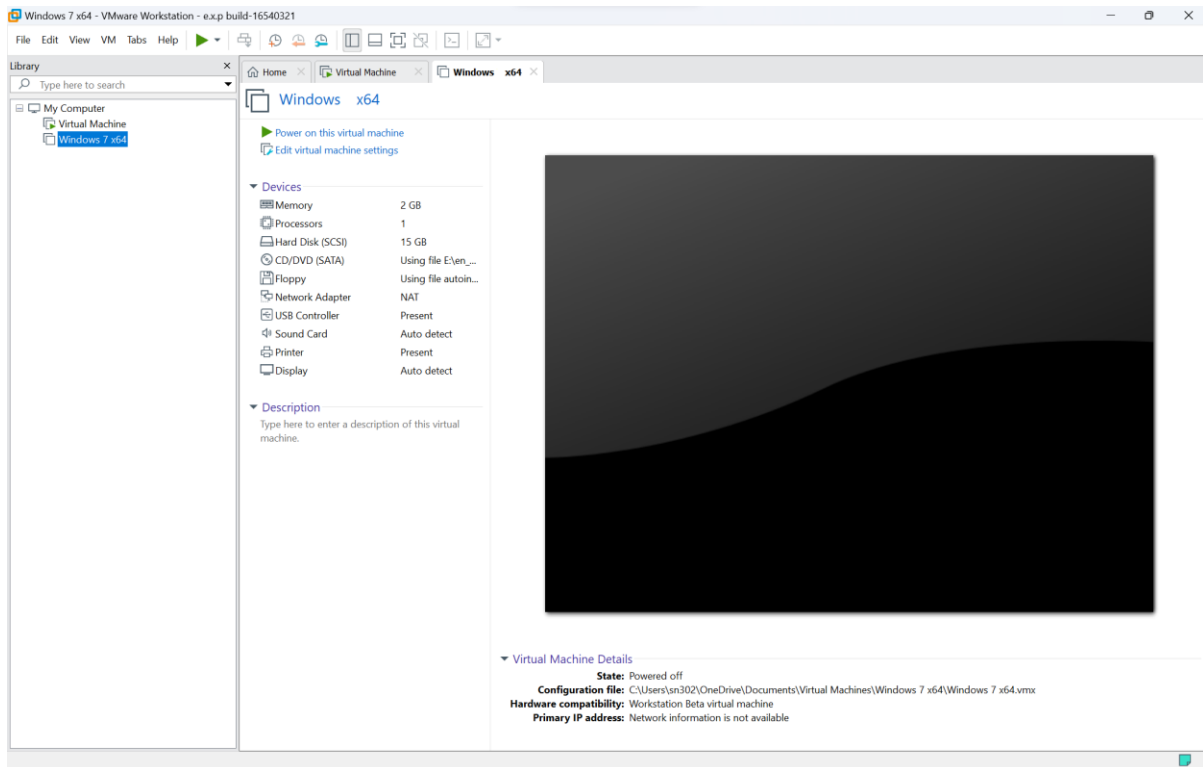 Windows 7 x64 - VMware Workstation - e.x.p build-16540321
File Edit View VM Tabs Help
Library
Type here to search
My Computer
Virtual Machine
Windows 7 x64
Home
Virtual Machine
Windows x64
Windows x64
Power on this virtual machine
Edit virtual machine settings
Devices
Memory 2 GB
Processors 1
Hard Disk (SCSI) 15 GB
CD/DVD (SATA) Using file E:\en_...
Floppy Using file autoin...
Network Adapter NAT
USB Controller Present
Sound Card Auto detect
Printer Present
Display Auto detect
Description
Type here to enter a description of this virtual
machine.
Virtual Machine Details
State: Powered off
Configuration file: C:\Users\sn302\OneDrive\Documents\Virtual Machines\Windows 7 x64\Windows 7 x64.vmx
Hardware compatibility: Workstation Beta virtual machine
Primary IP address: Network information is not available